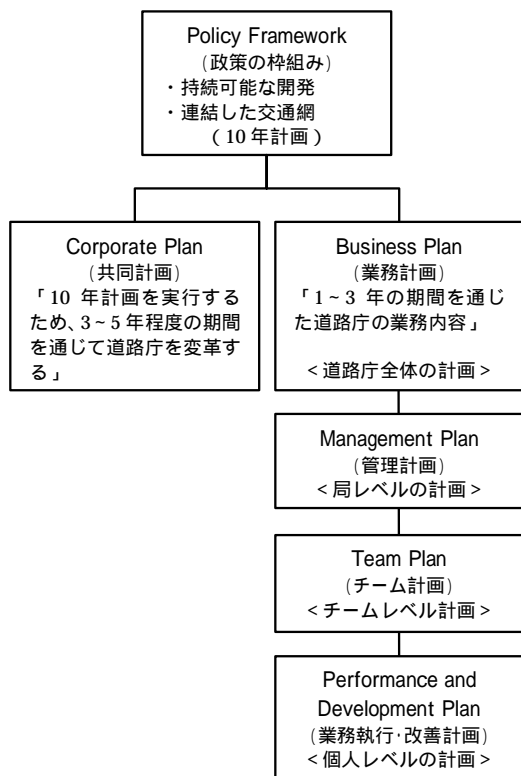 Policy Framework
(政策の枠組み)
・持続可能な開発
・連結した交通網
(10年計画)
Corporate Plan
(共同計画)
「10 年計画を実行する
ため、3~5年程度の期間
を通じて道路庁を変革す
る」
Business Plan
(業務計画)
「1~3 年の期間を通じ
た道路庁の業務内容」
<道路庁全体の計画>
Management Plan
(管理計画)
<局レベルの計画>
Team Plan
(チーム計画)
<チームレベル計画>
Performance and
Development Plan
(業務執行·改善計画)
<個人レベルの計画>